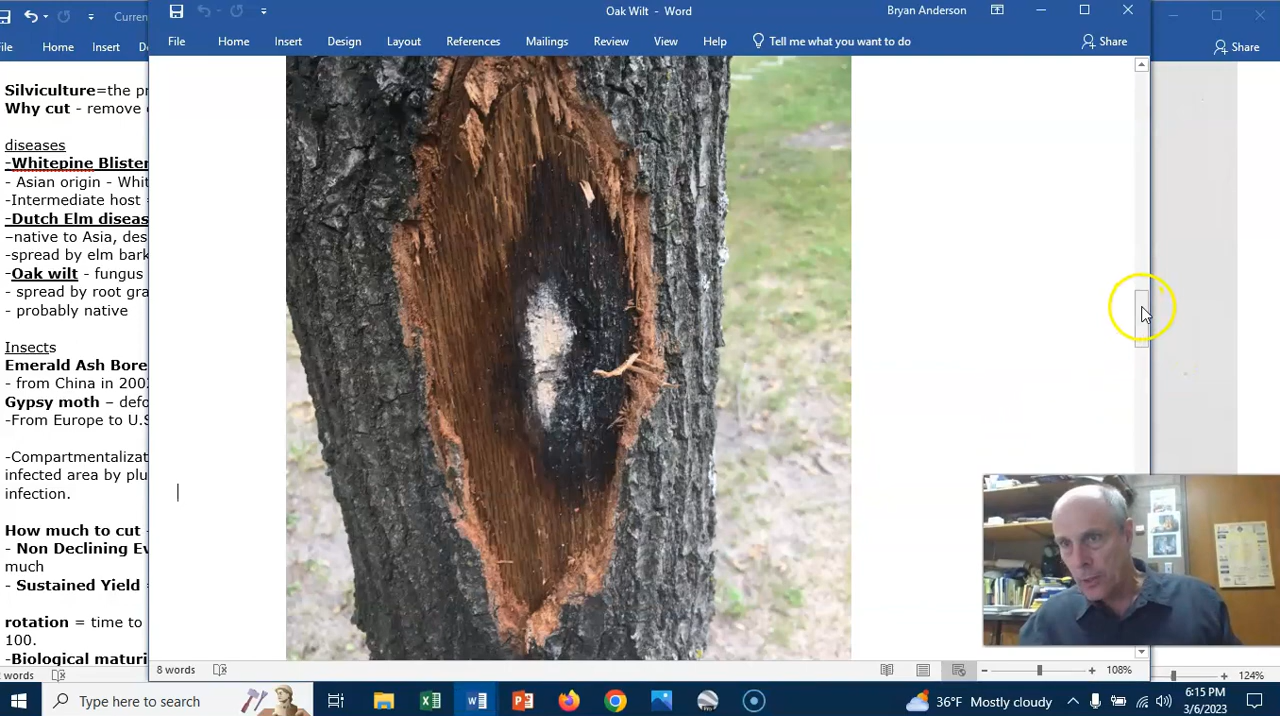 Curren
Oak Wilt - Word
Bryan Anderson
File Home Insert Design Layout References Mailings Review View Help Tell me what you want to do Share
Home Insert
Share
Silviculture=the pr
Why cut - remove
diseases
-Whitepine Blister
- Asian origin - Whit
-Intermediate host =
-Dutch Elm diseas
–native to Asia, des
-spread by elm bark
-Oak wilt - fungus
- spread by root gra
- probably native
Insects
Emerald Ash Bore
- from China in 200
Gypsy moth – defo
-From Europe to U.S
-Compartmentalizat
infected area by plu
infection.
How much to cut
- Non Declining Ev
much
- Sustained Yield =
rotation = time to
100.
-Biological maturi
8 words
108%
124%
Type here to search
36°F Mostly cloudy
6:15 PM
3/6/2023